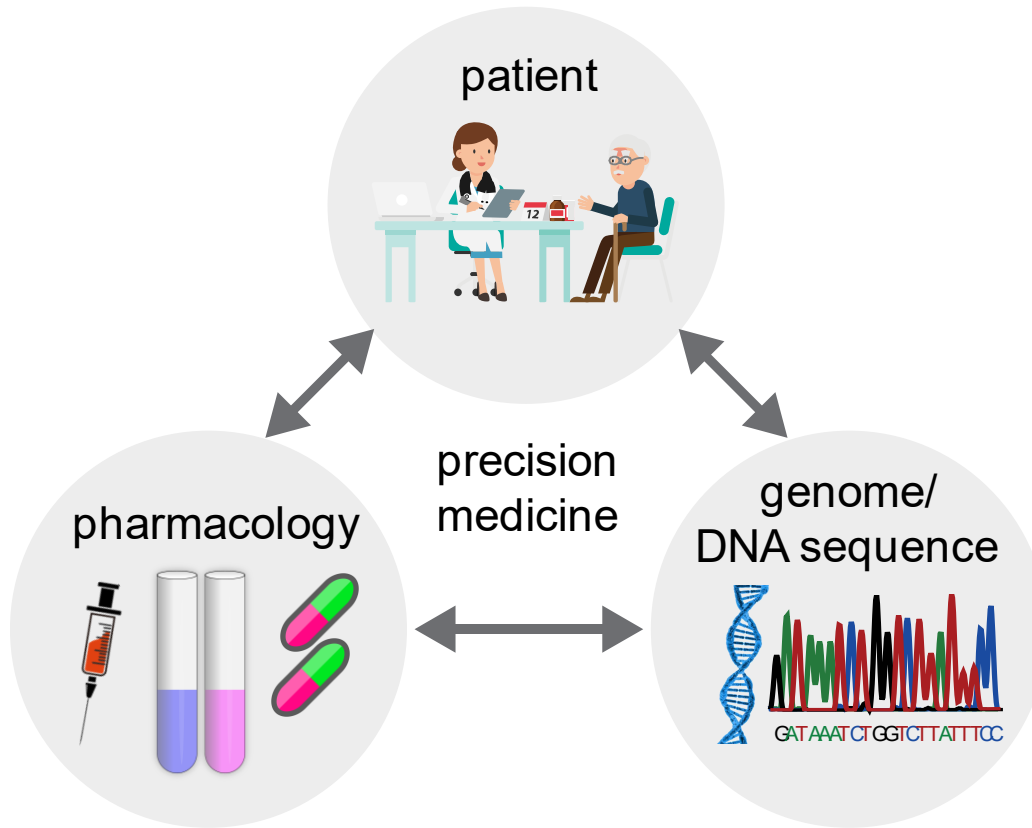 patient
12
precision
medicine
pharmacology
genome/
DNA sequence
GATAAATCTGGTCTTATTTCC